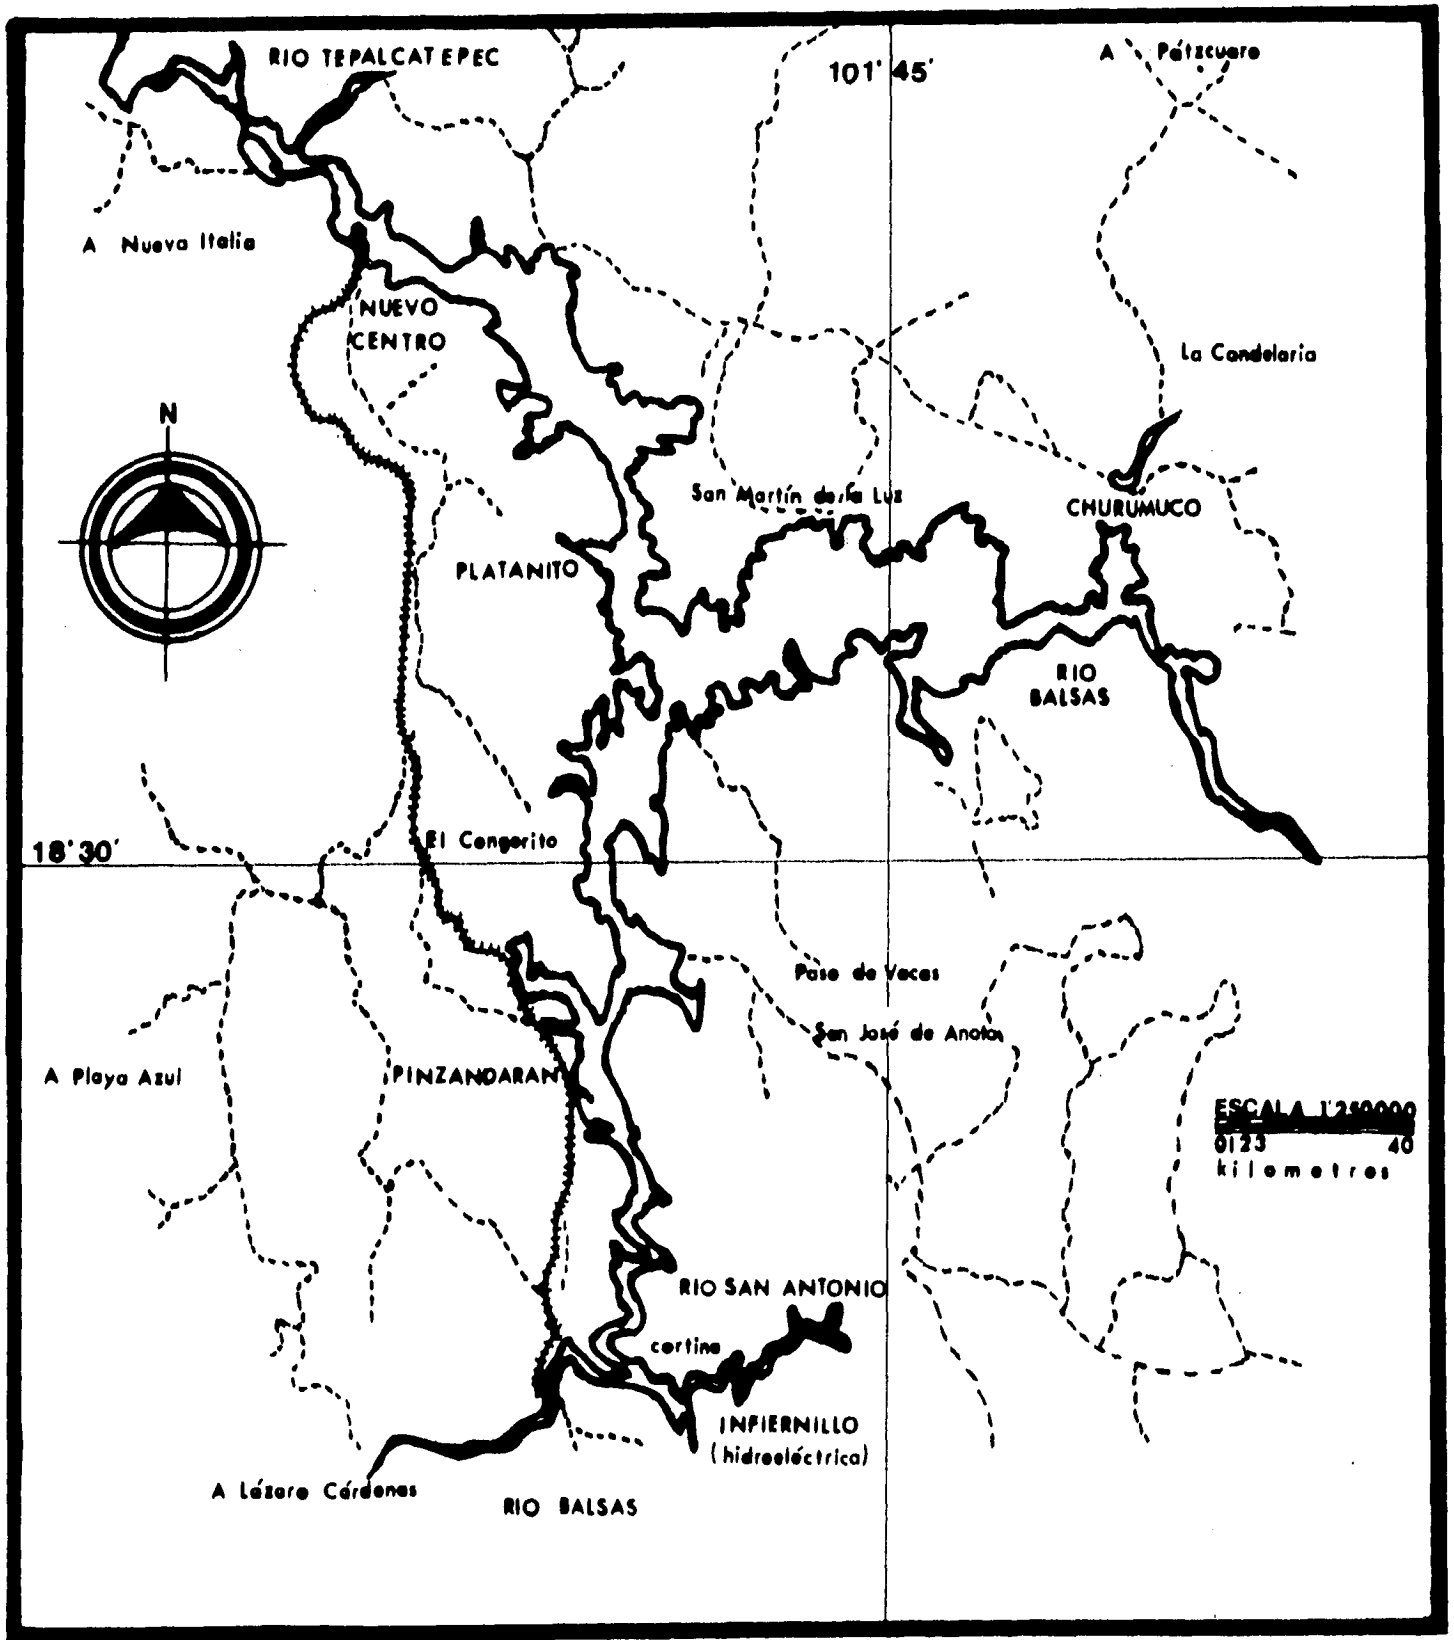 RIO TEPALCATEPEC
101°45'
A Pátzcuaro
A Nueva Italia
NUEVO
CENTRO
La Candelaria
N
San Martín de la Luz
CHURUMUCO
PLATANITO
RIO
BALSAS
18°30'
El Cengorito
Paso de Vacas
San José de Anota
A Playa Azul
PINZANDARAN
ESCALA 1'250000
0123 40
kilometros
RIO SAN ANTONIO
cortina
INFIERNILLO
(hidroeléctrica)
A Lázaro Cárdenas
RIO BALSAS